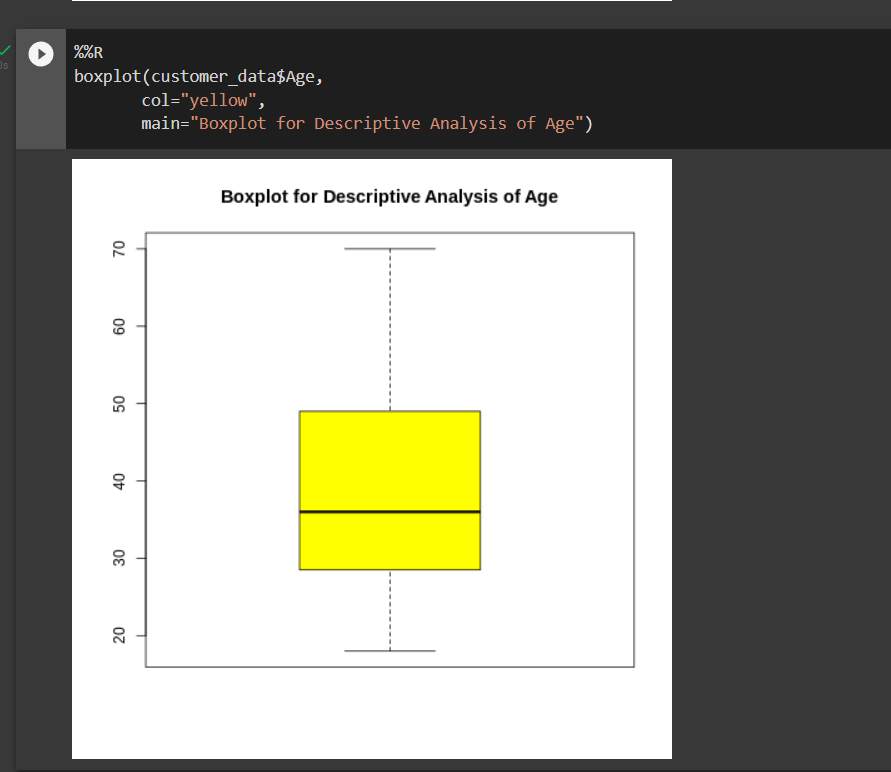 %%R
boxplot(customer_data$Age,
col="yellow",
main="Boxplot for Descriptive Analysis of Age")
Boxplot for Descriptive Analysis of Age
70
60
50
40
30
20